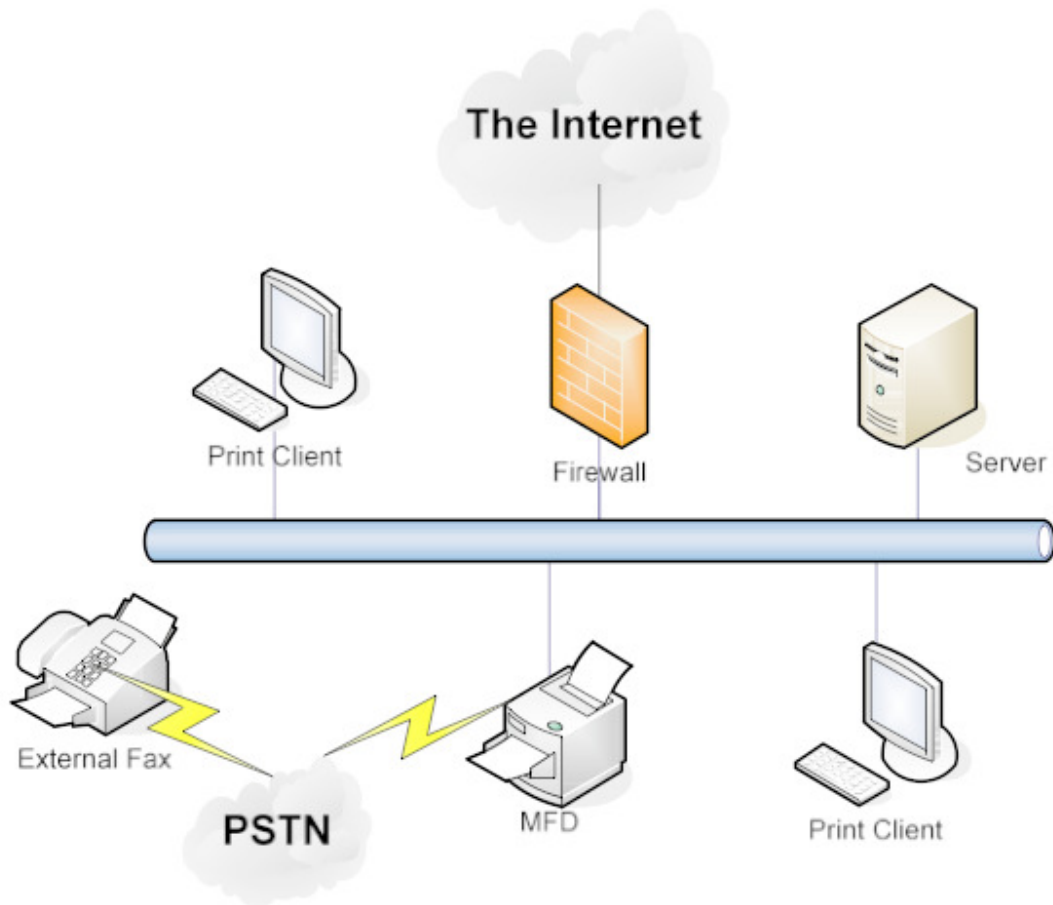 The Internet
Print Client
Firewall
Server
External Fax
PSTN
MFD
Print Client